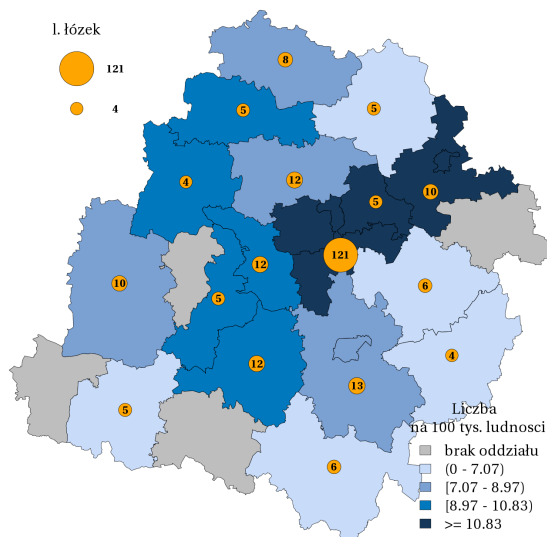 l. łózek
121
4
8
5
5
4
12
5
10
121
12
6
10
5
12
4
13
5
6
Liczba
na 100 tys. ludnosci
brak oddziału
(0 - 7.07)
[7.07 - 8.97)
[8.97 - 10.83)
>= 10.83